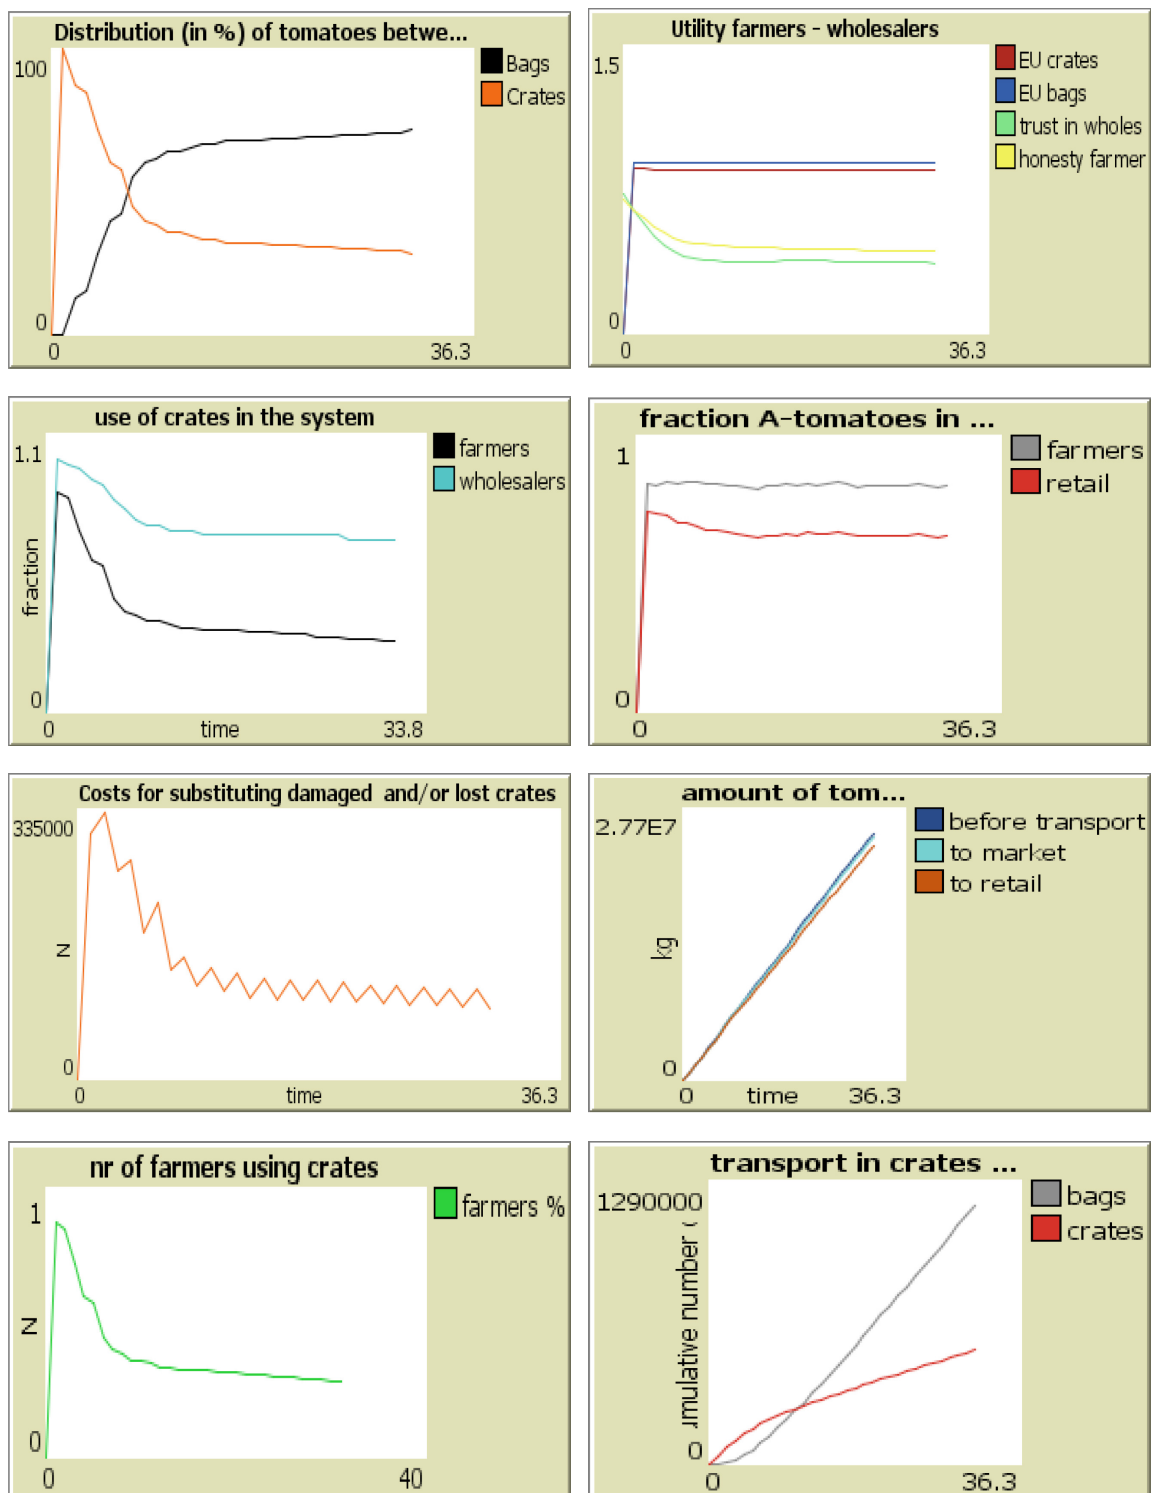 Distribution (in %) of tomatoes betwe...
100
0
0
36.3
Bags
Crates
Utility farmers - wholesalers
1.5
0
0
36.3
EU crates
EU bags
trust in wholes
honesty farmer
use of crates in the system
1.1
fraction
0
0
time
33.8
farmers
wholesalers
fraction A-tomatoes in ...
1
0
0
36.3
farmers
retail
Costs for substituting damaged and/or lost crates
335000
N
0
0
time
36.3
amount of tom...
2.77E7
kg
0
0
time
36.3
before transport
to market
to retail
nr of farmers using crates
1
N
0
0
40
farmers %
transport in crates ...
1290000
number
0
0
36.3
bags
crates